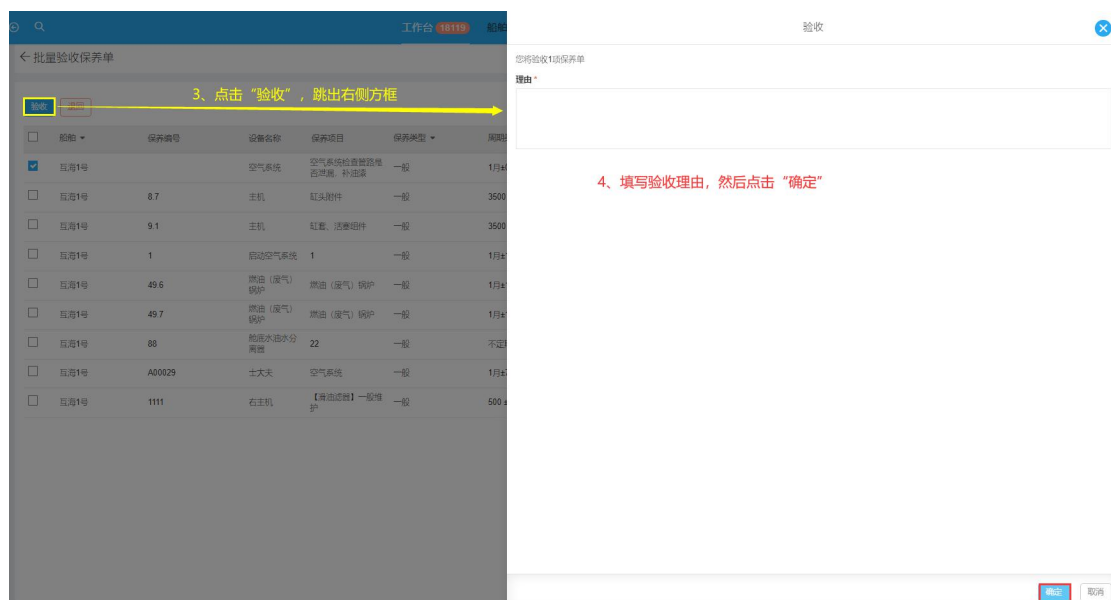 工作台 18119 船舶
验收
← 批量验收保养单
您将验收1项保养单
理由 *
3、点击“验收”，跳出右侧方框
验收 退回
船舶 保养编号 设备名称 保养项目 保养类型
互海1号 空气系统 空气系统检查管路维 一般 1月±
互海1号 8.7 主机 缸头附件 一般 3500
4、填写验收理由，然后点击“确定”
互海1号 9.1 主机 缸套、活塞组件 一般 3500
互海1号 1 启动空气系统 1 一般 1月±
互海1号 49.6 燃油（废气）锅炉 燃油（废气）锅炉 一般 1月±
互海1号 49.7 燃油（废气）锅炉 燃油（废气）锅炉 一般 1月±
互海1号 88 舱底水油水分离器 22 一般 不定
互海1号 A00029 士大夫 空气系统 一般 1月±
互海1号 1111 右主机 【滑油滤器】一般维护 一般 500 ±
确定 取消